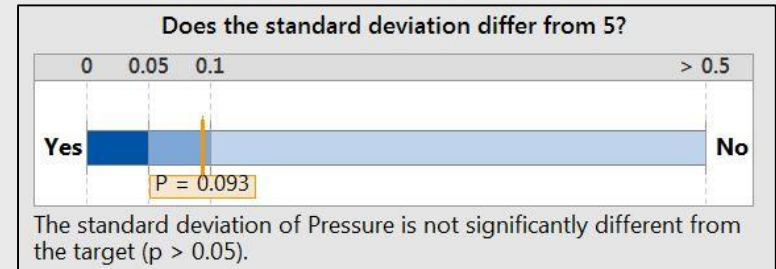 Does the standard deviation differ from 5?
0 0.05 0.1 > 0.5
Yes No
P = 0.093
The standard deviation of Pressure is not significantly different from
the target (p > 0.05).